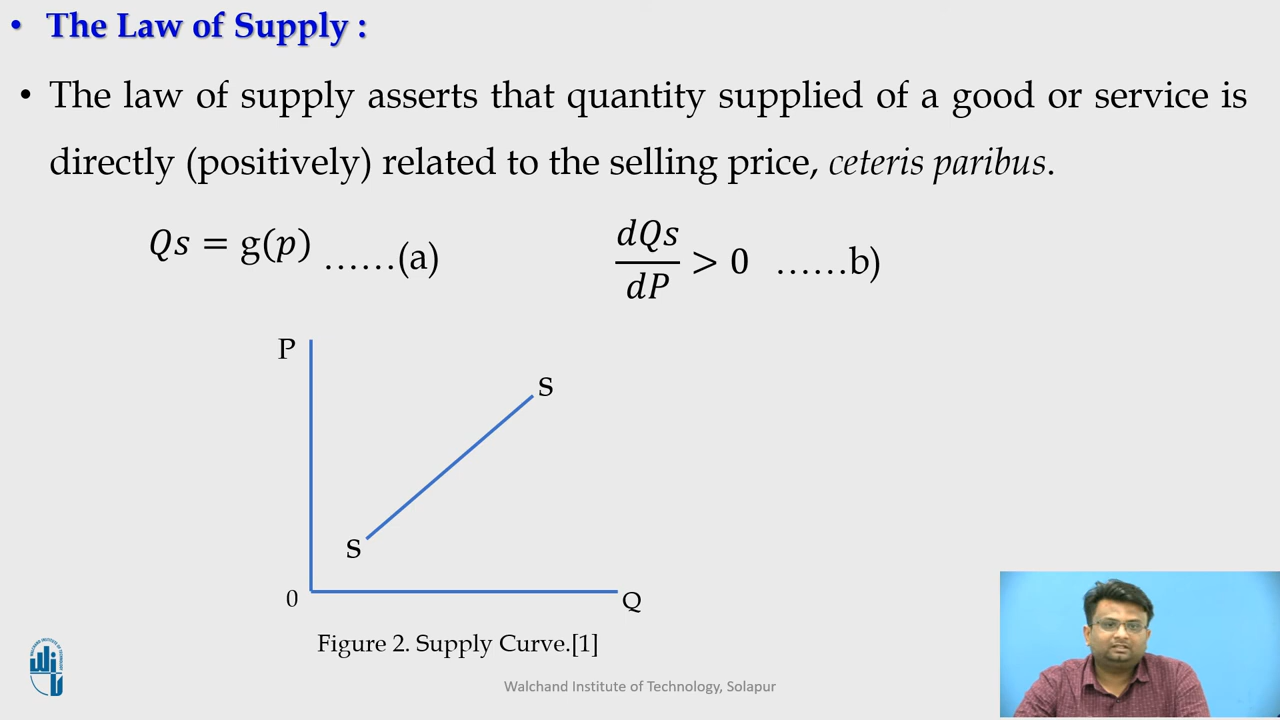 • The Law of Supply :
• The law of supply asserts that quantity supplied of a good or service is
directly (positively) related to the selling price, ceteris paribus.
Qs = g(p) ……(a)
dQs/dP > 0 ……b)
P
S
S
0
Q
Figure 2. Supply Curve.[1]
Walchand Institute of Technology, Solapur